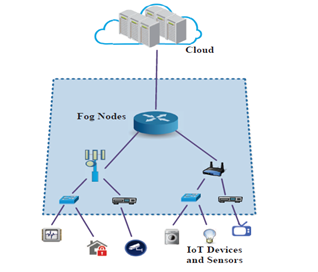 Cloud
Fog Nodes
IoT Devices
and Sensors